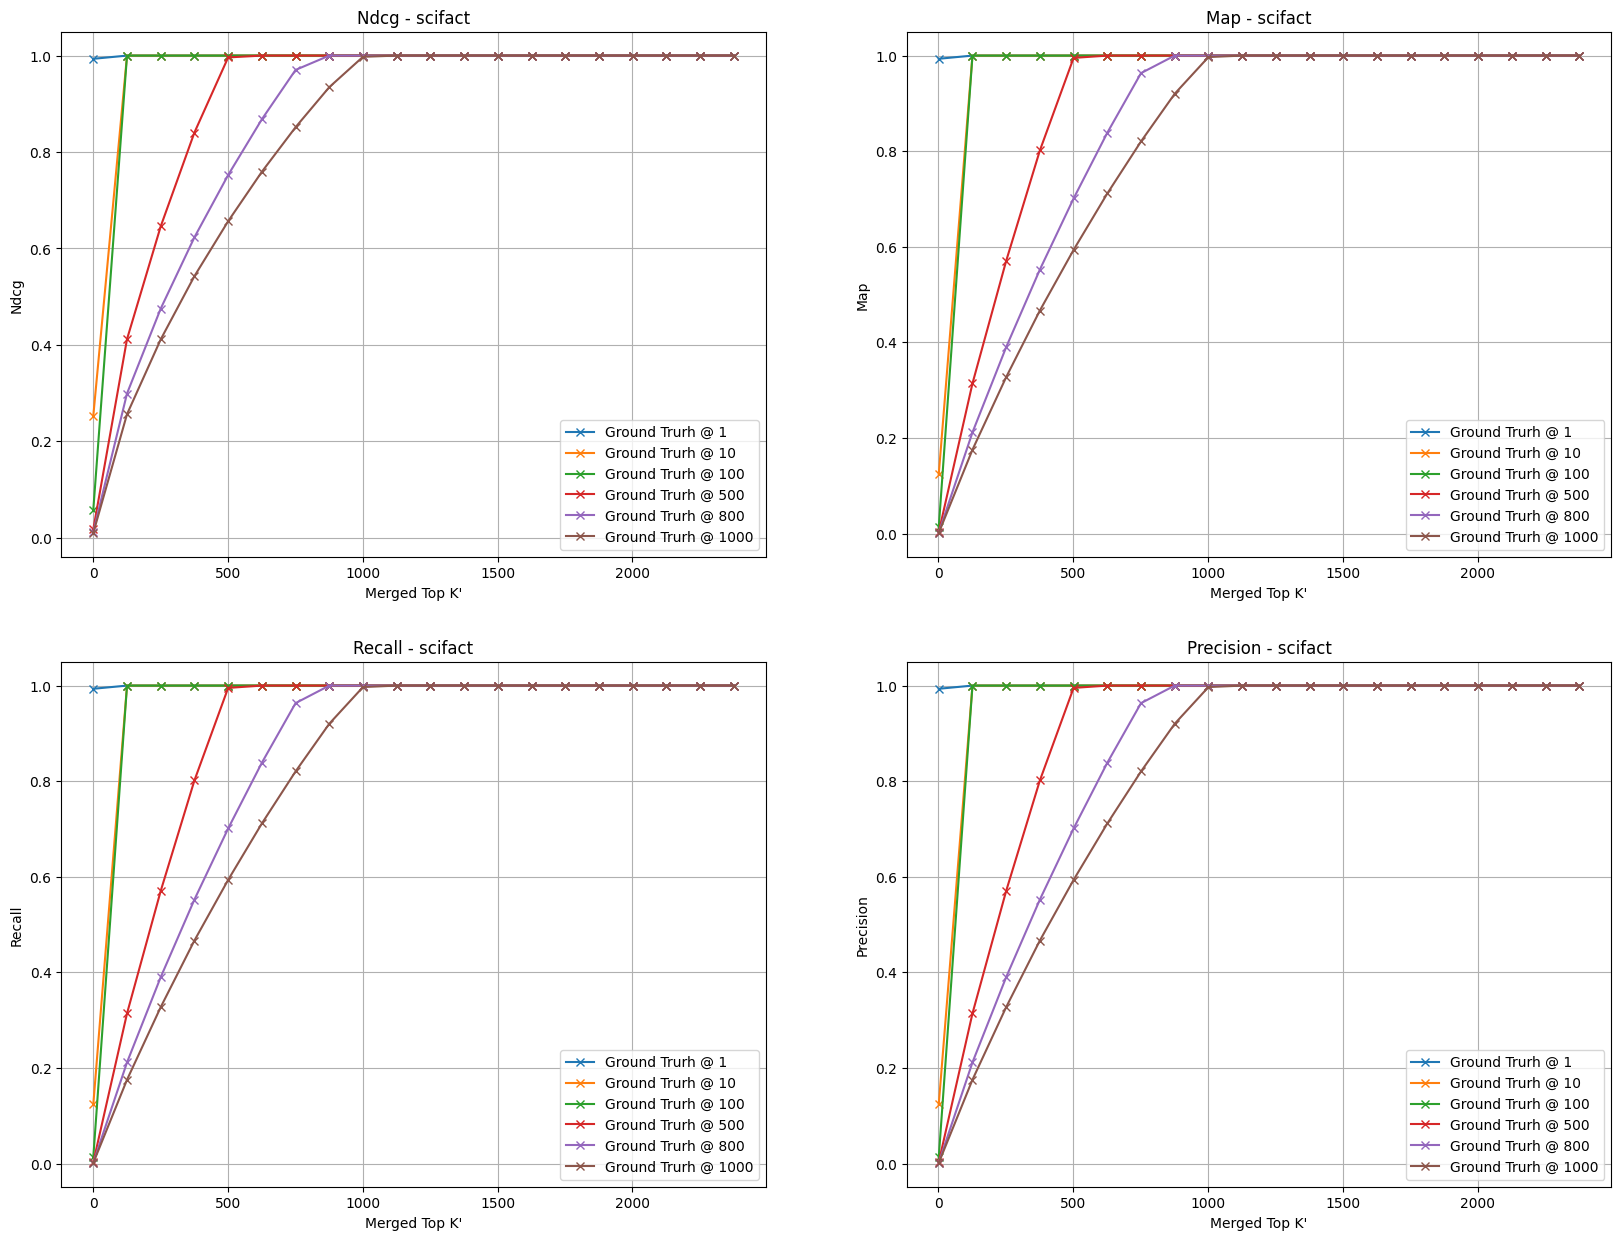 Ndcg - scifact
Ndcg
1.0
0.8
0.6
0.4
0.2
0.0
0 500 1000 1500 2000
Merged Top K'
Ground Trurh @ 1
Ground Trurh @ 10
Ground Trurh @ 100
Ground Trurh @ 500
Ground Trurh @ 800
Ground Trurh @ 1000
Map - scifact
Map
1.0
0.8
0.6
0.4
0.2
0.0
0 500 1000 1500 2000
Merged Top K'
Ground Trurh @ 1
Ground Trurh @ 10
Ground Trurh @ 100
Ground Trurh @ 500
Ground Trurh @ 800
Ground Trurh @ 1000
Recall - scifact
Recall
1.0
0.8
0.6
0.4
0.2
0.0
0 500 1000 1500 2000
Merged Top K'
Ground Trurh @ 1
Ground Trurh @ 10
Ground Trurh @ 100
Ground Trurh @ 500
Ground Trurh @ 800
Ground Trurh @ 1000
Precision - scifact
Precision
1.0
0.8
0.6
0.4
0.2
0.0
0 500 1000 1500 2000
Merged Top K'
Ground Trurh @ 1
Ground Trurh @ 10
Ground Trurh @ 100
Ground Trurh @ 500
Ground Trurh @ 800
Ground Trurh @ 1000